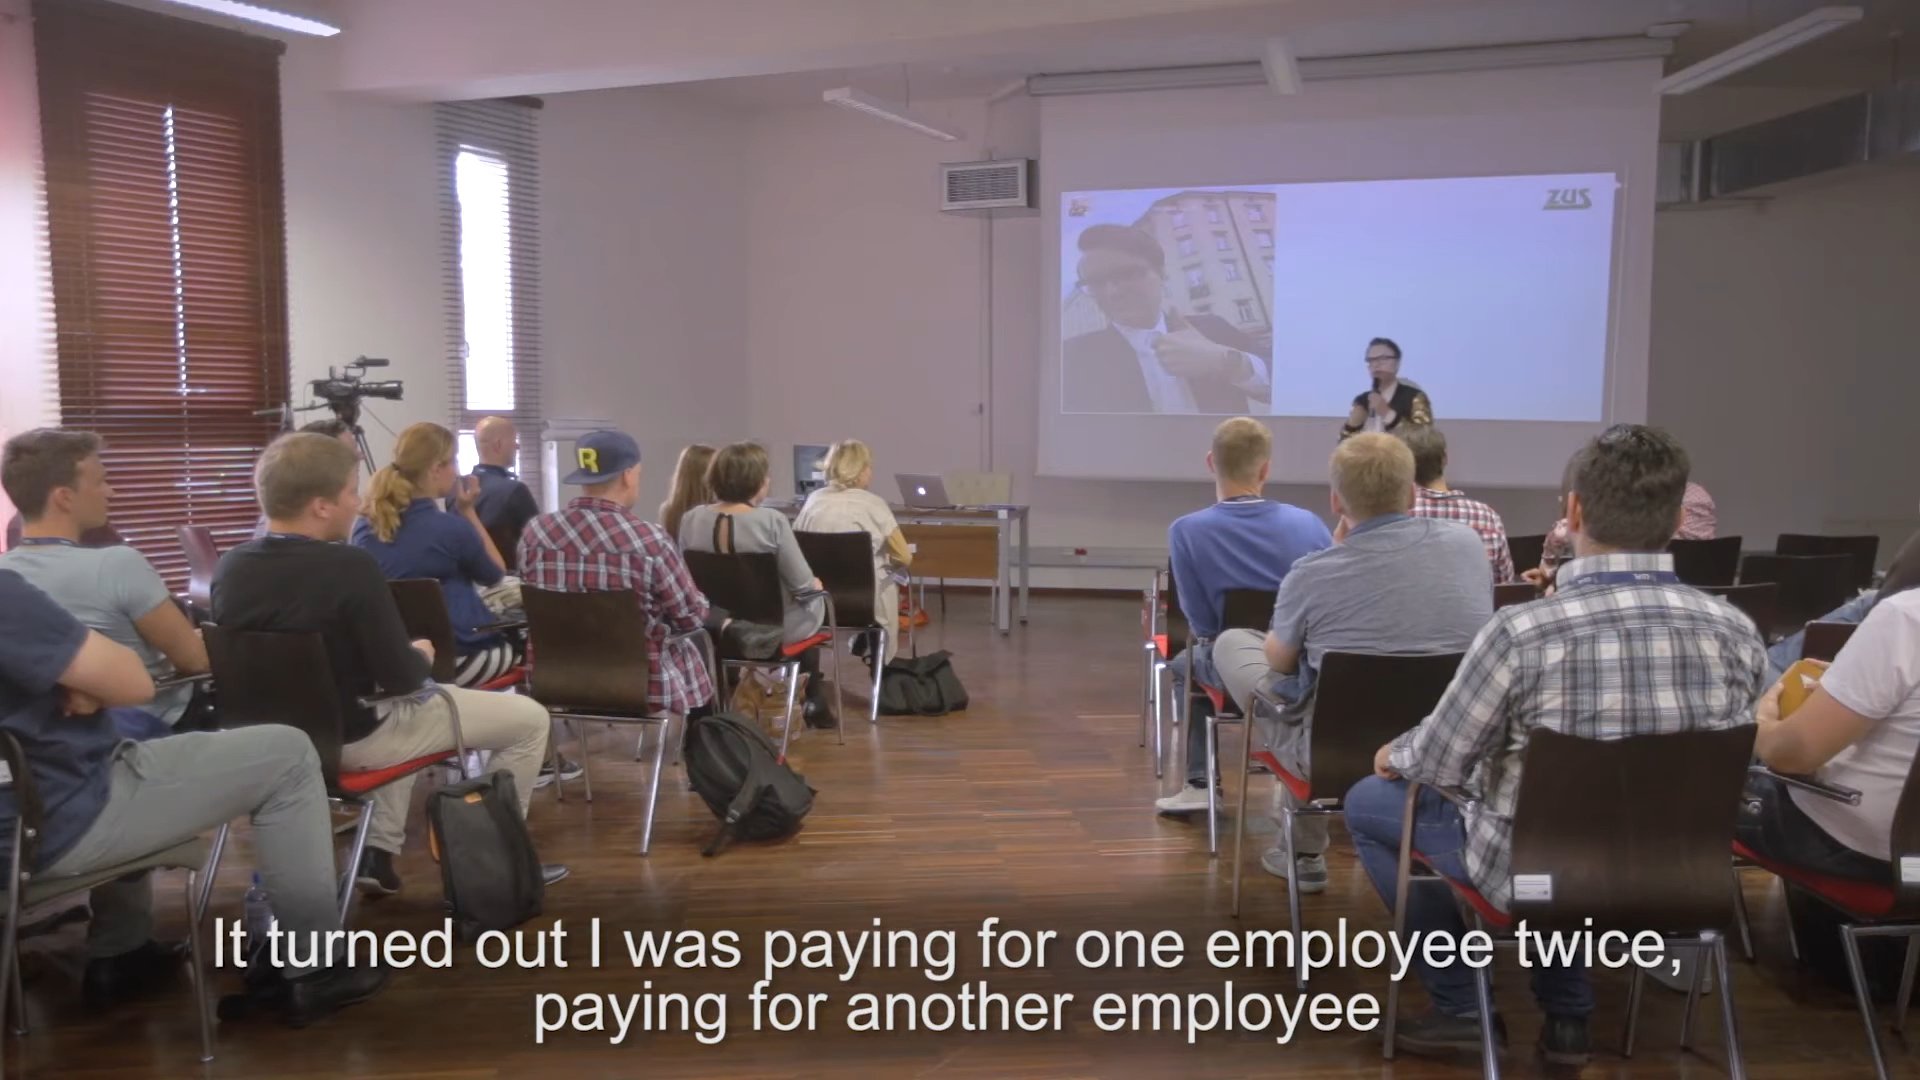 ZUS
R
It turned out I was paying for one employee twice,
paying for another employee